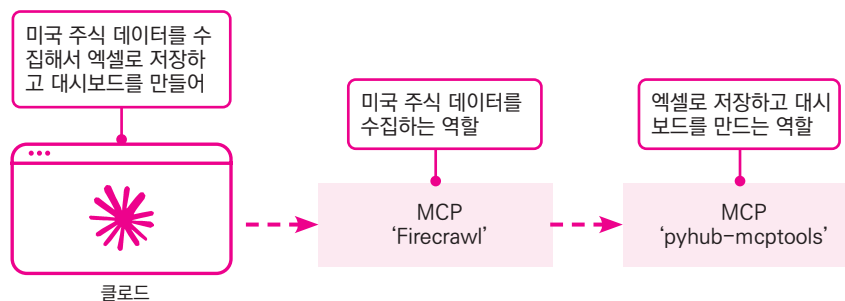 미국 주식 데이터를 수
집해서 엑셀로 저장하
고 대시보드를 만들어
미국 주식 데이터를
수집하는 역할
엑셀로 저장하고 대시
보드를 만드는 역할
MCP
‘Firecrawl’
MCP
‘pyhub-mcptools’
클로드